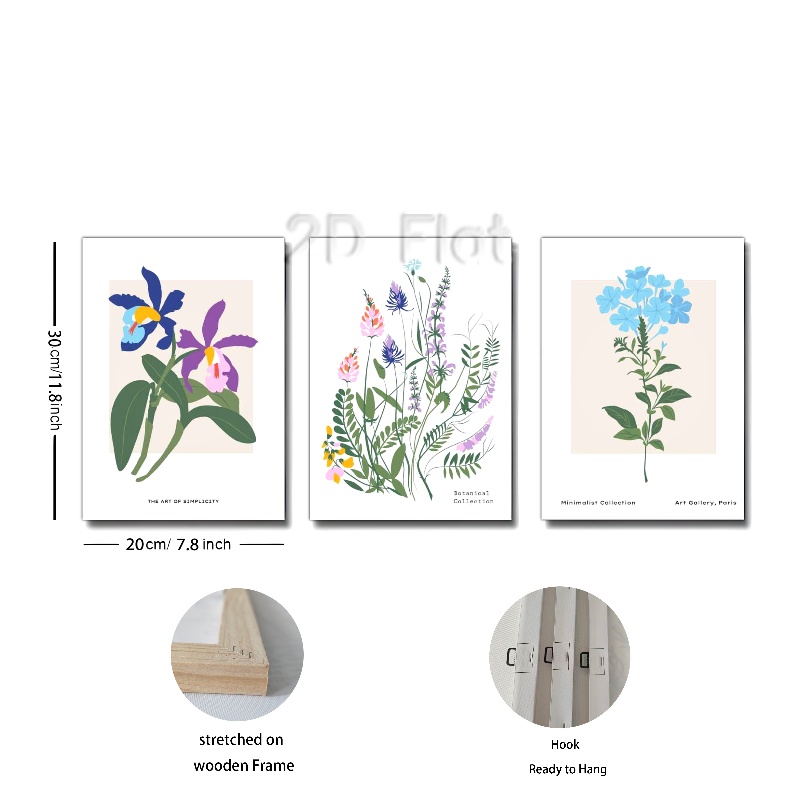 2D Flat
THE ART OF SIMPLICITY
Botanical
Collection
Minimalist Collection
Art Gallery, Paris
30cm/11.8inch
20cm/ 7.8 inch
stretched on
wooden Frame
Hook
Ready to Hang